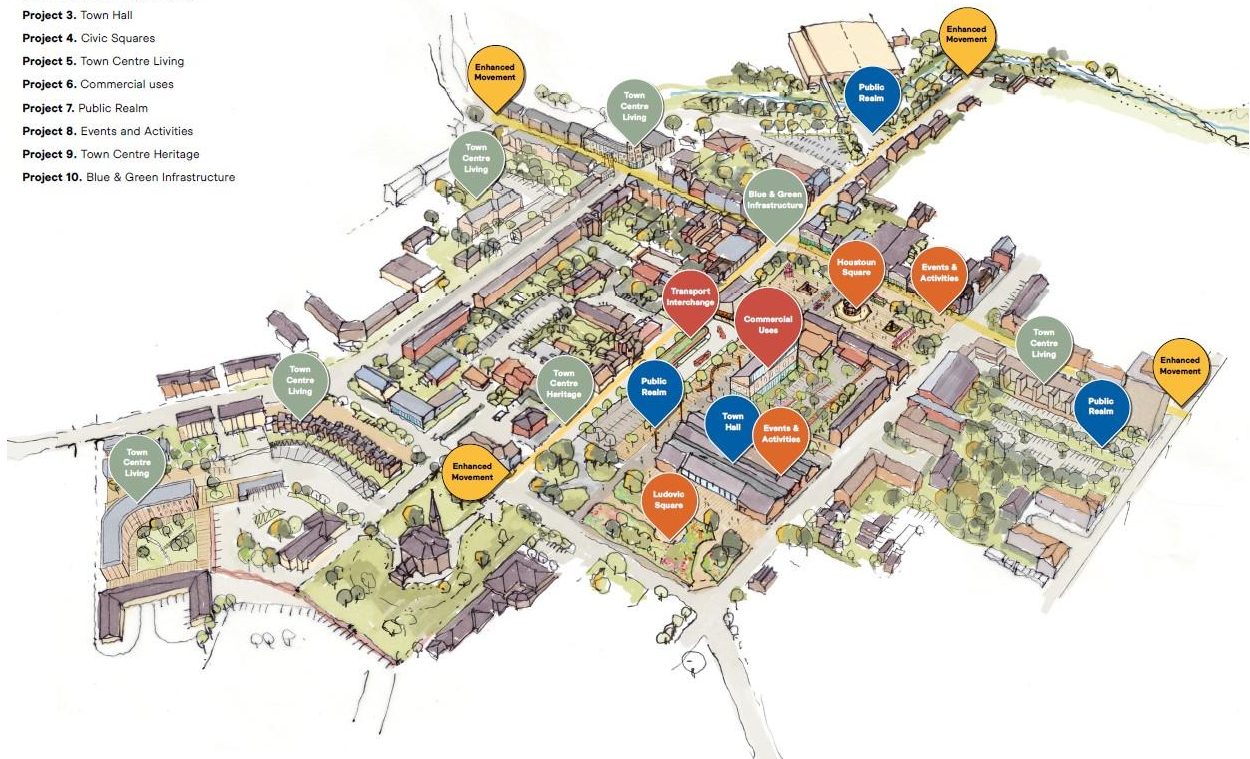 Project 3. Town Hall
Project 4. Civic Squares
Project 5. Town Centre Living
Project 6. Commercial uses
Project 7. Public Realm
Project 8. Events and Activities
Project 9. Town Centre Heritage
Project 10. Blue & Green Infrastructure
Enhanced
Movement
Enhanced
Movement
Town
Centre
Living
Public
Realm
Town
Centre
Living
Blue & Green
Infrastructure
Houstoun
Square
Events &
Activities
Transport
Interchange
Commercial
Uses
Town
Centre
Living
Enhanced
Movement
Town
Centre
Living
Town
Centre
Heritage
Public
Realm
Public
Realm
Town
Hall
Events &
Activities
Town
Centre
Living
Enhanced
Movement
Ludovic
Square